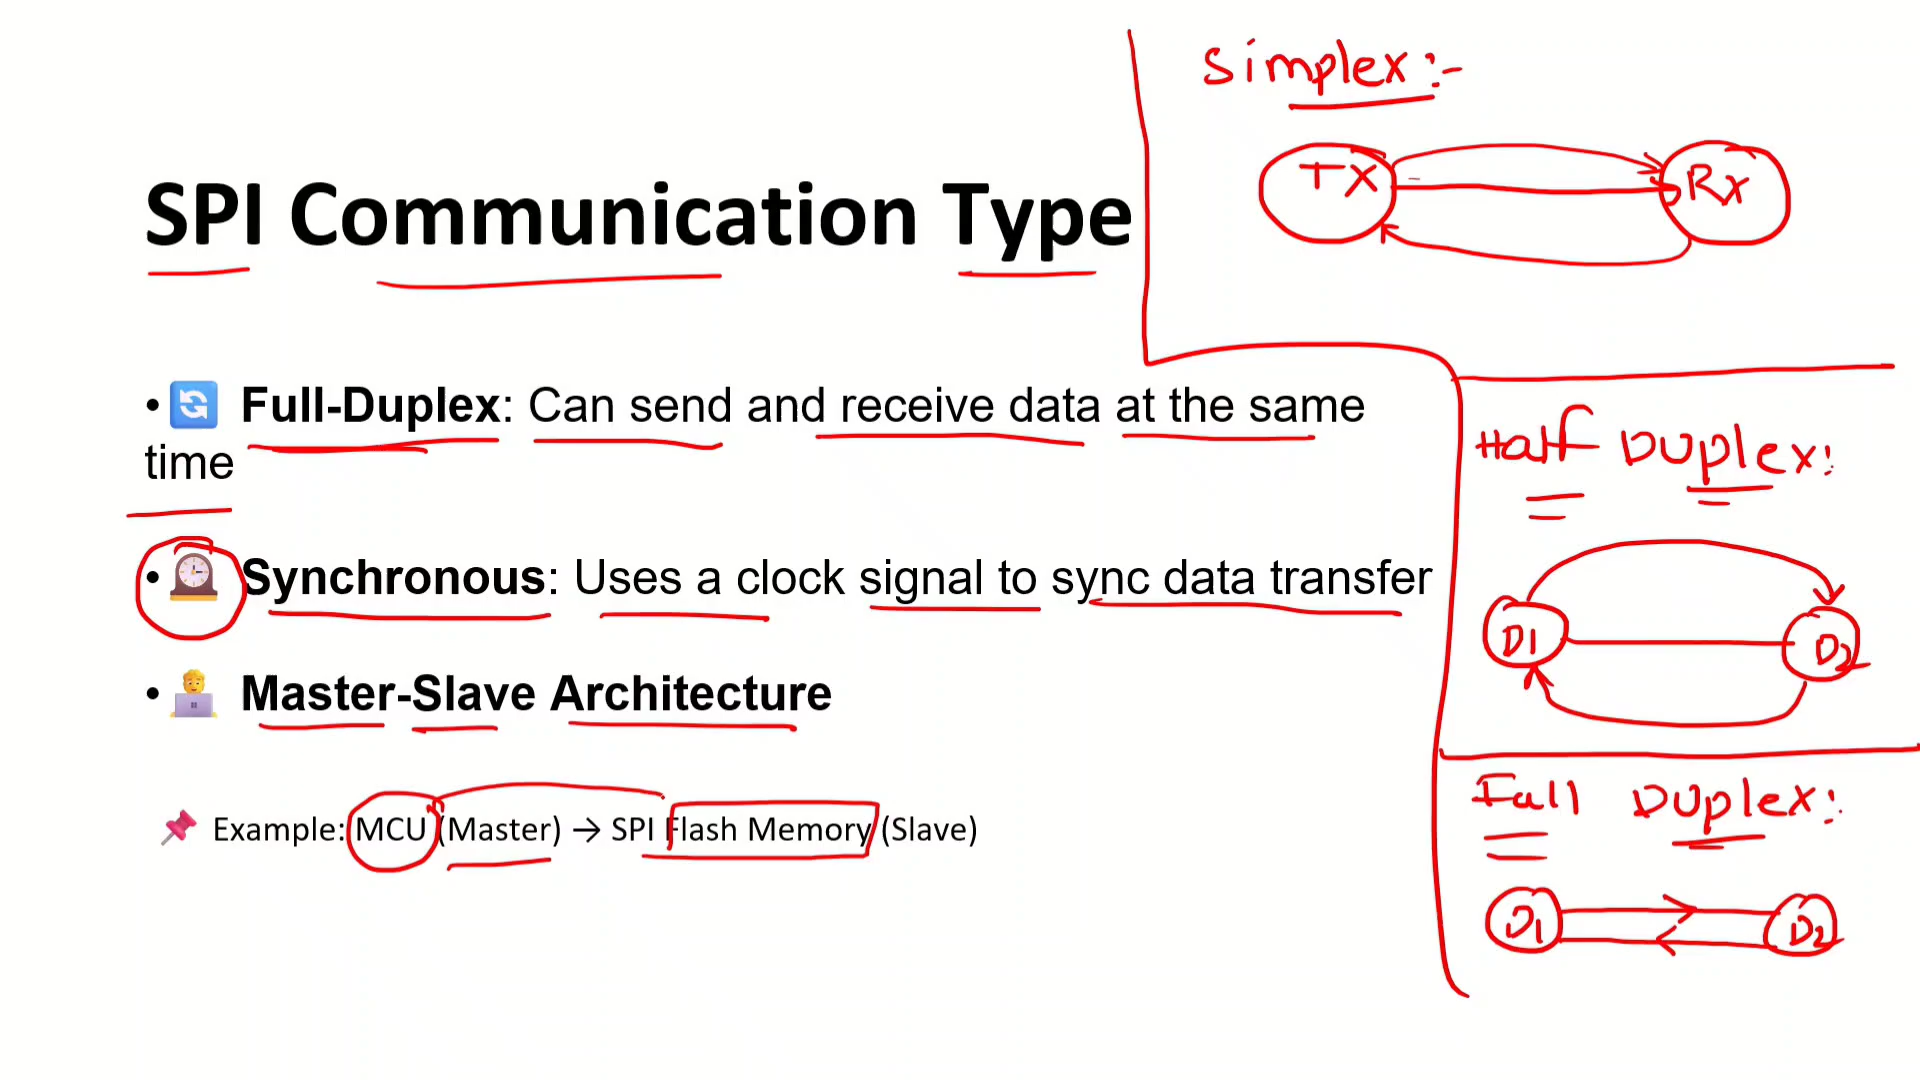 SPI Communication Type
• Full-Duplex: Can send and receive data at the same
time
• Synchronous: Uses a clock signal to sync data transfer
• Master-Slave Architecture
Example: MCU (Master) → SPI Flash Memory (Slave)
Simplex:-
TX RX
Half Duplex:
D1 D2
Full Duplex:
D1 D2